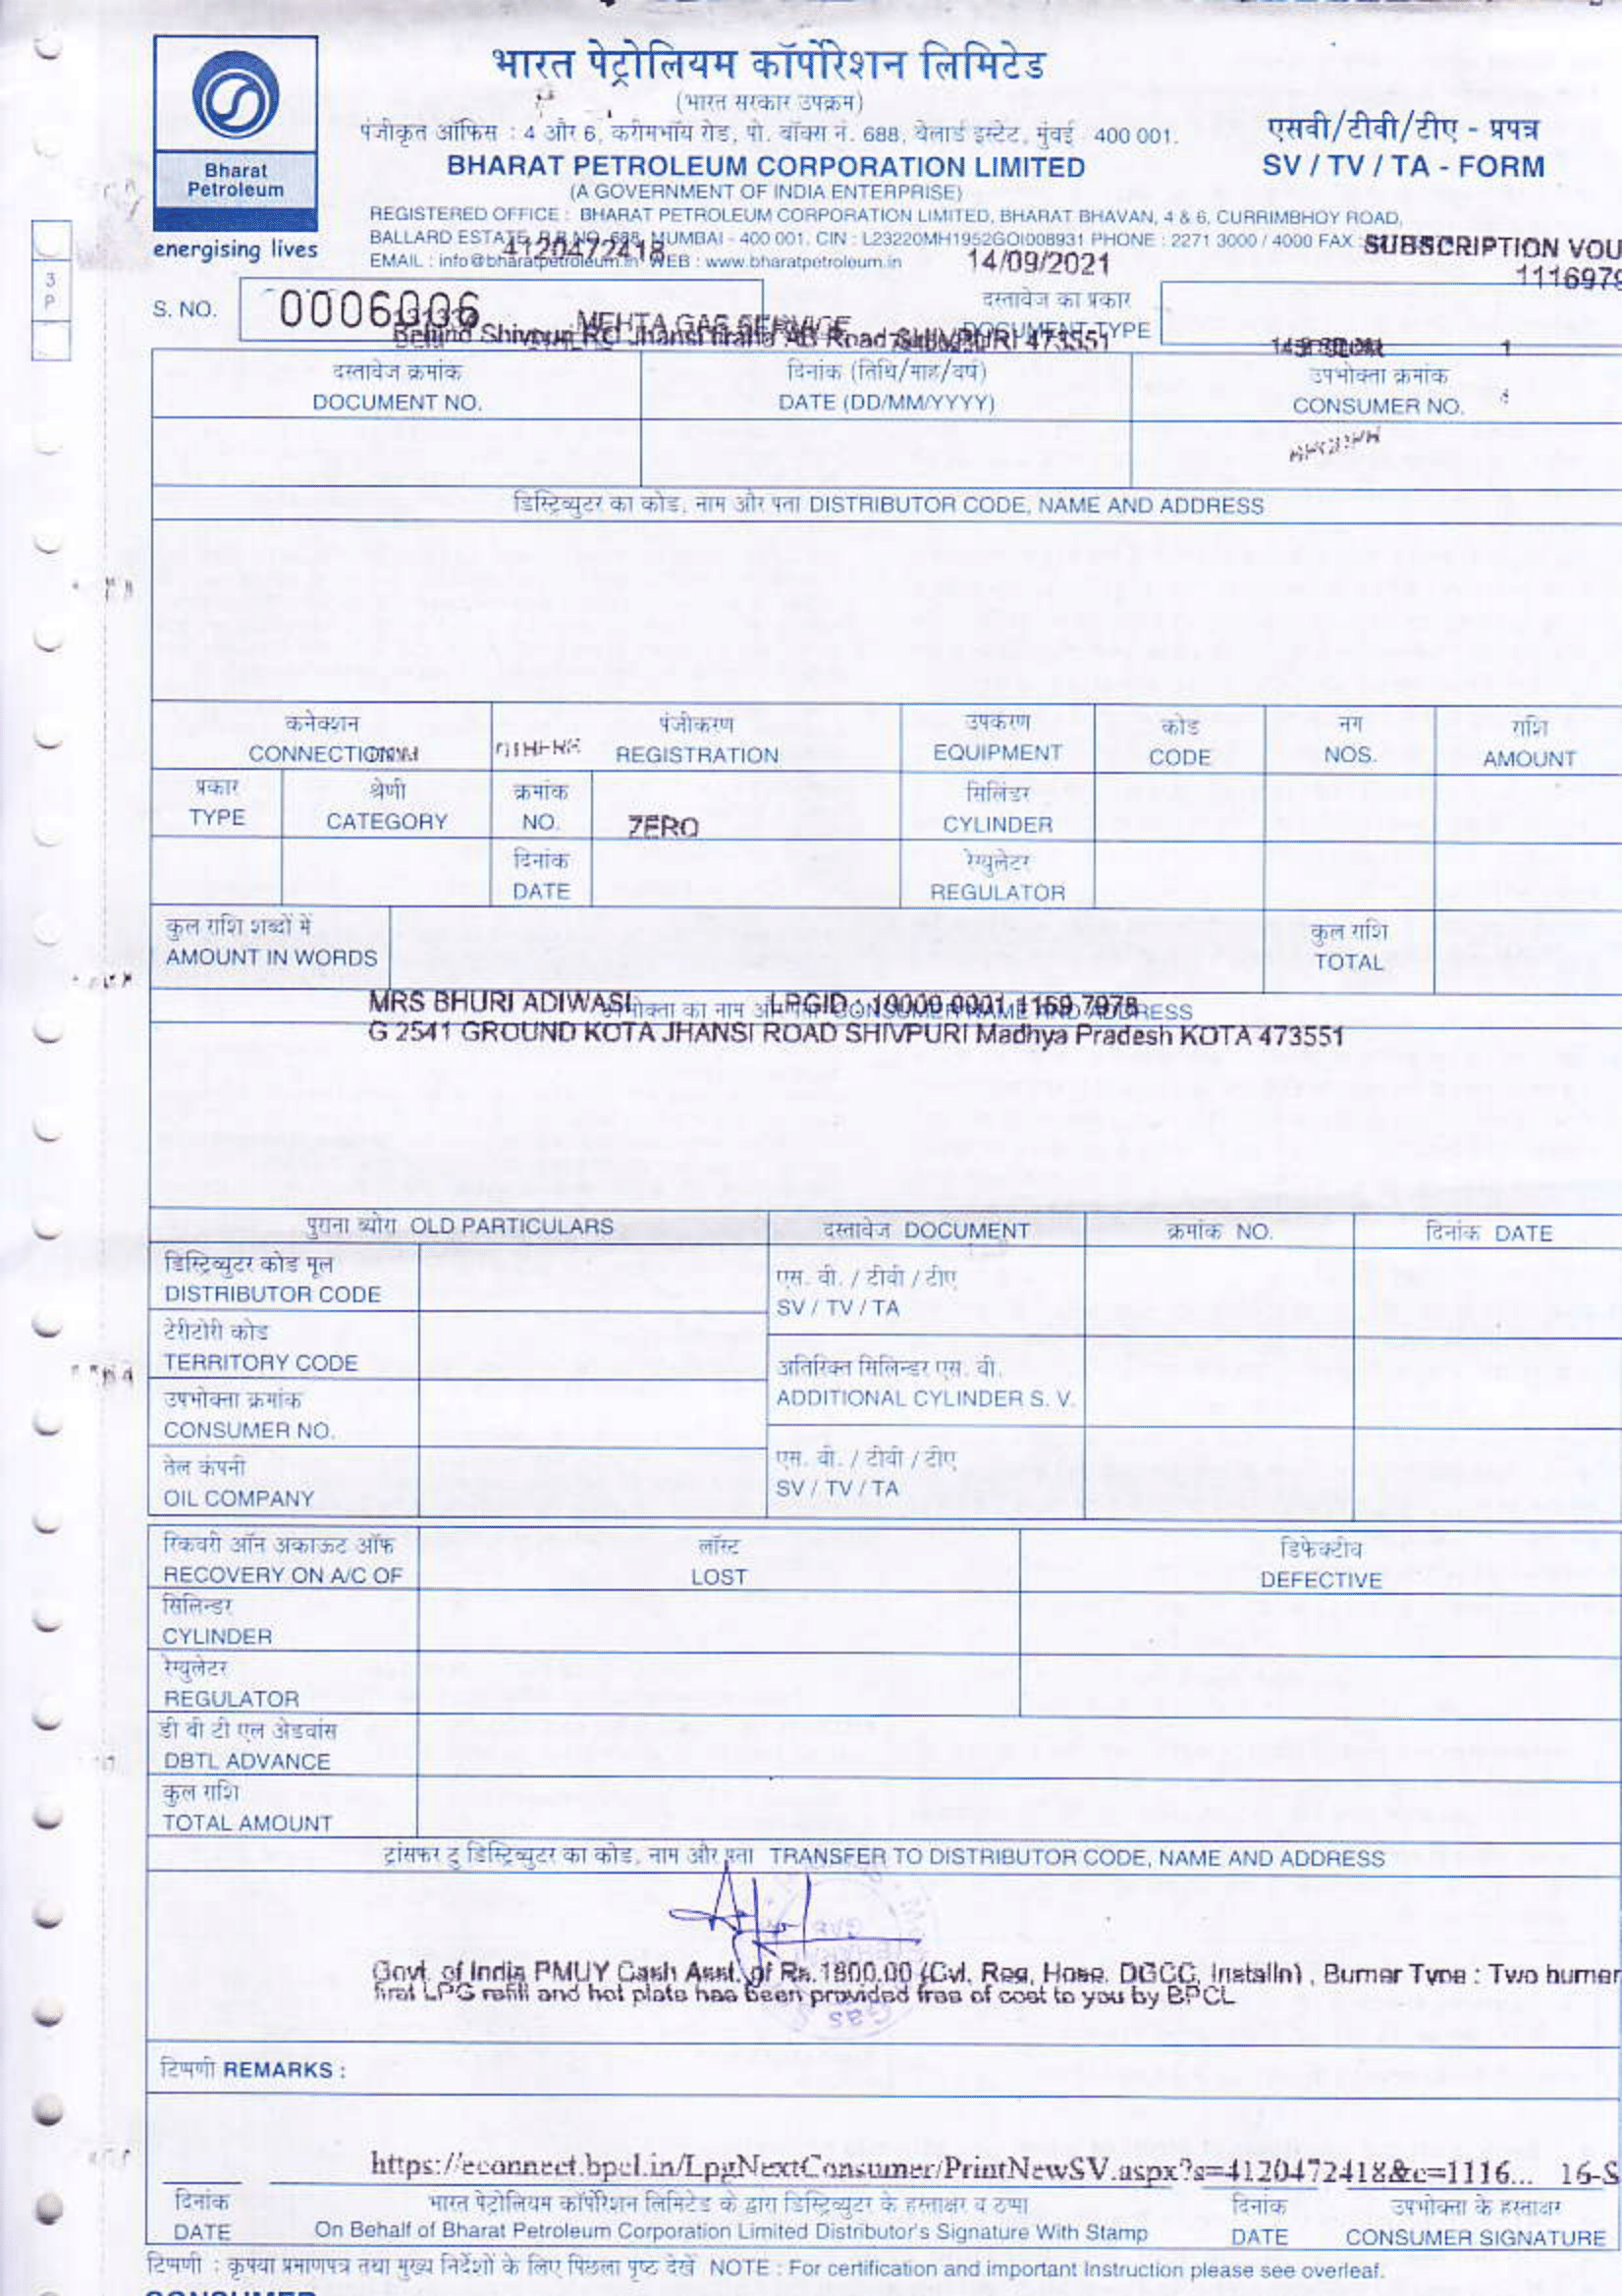 भारत पेट्रोलियम कॉर्पोरेशन लिमिटेड
(भारत सरकार उपक्रम)
पंजीकृत ऑफिस : 4 और 6, करीमभॉय रोड, पो. बॉक्स नं. 688, बेलार्ड इस्टेट, मुंबई - 400 001.
एसवी/टीवी/टीए - प्रपत्र
Bharat
Petroleum
BHARAT PETROLEUM CORPORATION LIMITED
SV / TV / TA - FORM
(A GOVERNMENT OF INDIA ENTERPRISE)
REGISTERED OFFICE : BHARAT PETROLEUM CORPORATION LIMITED, BHARAT BHAVAN, 4 & 6, CURRIMBHOY ROAD,
energising lives
BALLARD ESTATE, P.B.NO. 688, MUMBAI - 400 001. CIN : L23220MH1952GOI008931 PHONE : 2271 3000 / 4000 FAX :
SUBSCRIPTION VOU
4120472418
EMAIL : info@bharatpetroleum.in WEB : www.bharatpetroleum.in
14/09/2021
111697
S. NO.
0006006
दस्तावेज का प्रकार
DOCUMENT TYPE
MEHTA GAS SERVICE
Behind Shivpuri RC Jhansi tiraha AB Road SHIVPURI 473551
1
दस्तावेज क्रमांक
DOCUMENT NO.
दिनांक (तिथि/माह/वर्ष)
DATE (DD/MM/YYYY)
उपभोक्ता क्रमांक
CONSUMER NO.
डिस्ट्रिब्युटर का कोड, नाम और पता DISTRIBUTOR CODE, NAME AND ADDRESS
कनेक्शन
CONNECTION
OTHERS
पंजीकरण
REGISTRATION
उपकरण
EQUIPMENT
कोड
CODE
नग
NOS.
राशि
AMOUNT
प्रकार
TYPE
श्रेणी
CATEGORY
क्रमांक
NO.
ZERO
सिलिंडर
CYLINDER
दिनांक
DATE
रेग्युलेटर
REGULATOR
कुल राशि शब्दों में
AMOUNT IN WORDS
कुल राशि
TOTAL
उपभोक्ता का नाम और पता CONSUMER NAME AND ADDRESS
MRS BHURI ADIWASI LPGID : 10000 0001 1159 7978
G 2541 GROUND KOTA JHANSI ROAD SHIVPURI Madhya Pradesh KOTA 473551
पुराना ब्योरा OLD PARTICULARS
दस्तावेज DOCUMENT
क्रमांक NO.
दिनांक DATE
डिस्ट्रिब्युटर कोड मूल
DISTRIBUTOR CODE
एस. वी. / टीवी / टीए
SV / TV / TA
टेरीटोरी कोड
TERRITORY CODE
अतिरिक्त सिलिन्डर एस. वी.
ADDITIONAL CYLINDER S. V.
उपभोक्ता क्रमांक
CONSUMER NO.
तेल कंपनी
OIL COMPANY
एस. वी. / टीवी / टीए
SV / TV / TA
रिकवरी ऑन अकाऊट ऑफ
RECOVERY ON A/C OF
लॉस्ट
LOST
डिफेक्टीव
DEFECTIVE
सिलिन्डर
CYLINDER
रेग्युलेटर
REGULATOR
डी बी टी एल अेडवांस
DBTL ADVANCE
कुल राशि
TOTAL AMOUNT
ट्रांसफर टु डिस्ट्रिब्युटर का कोड, नाम और पता TRANSFER TO DISTRIBUTOR CODE, NAME AND ADDRESS
Govt. of India PMUY Cash Asst. of Rs.1600.00 (Cyl, Reg, Hose, DGCC, Installn) , Burner Type : Two burner
first LPG refill and hot plate has been provided free of cost to you by BPCL
टिप्पणी REMARKS :
https://econnect.bpcl.in/LpgNextConsumer/PrintNewSV.aspx?s=4120472418&c=1116... 16-S
दिनांक
DATE
भारत पेट्रोलियम कॉर्पोरेशन लिमिटेड के द्वारा डिस्ट्रिब्युटर के हस्ताक्षर व ठप्पा
On Behalf of Bharat Petroleum Corporation Limited Distributor's Signature With Stamp
दिनांक
DATE
उपभोक्ता के हस्ताक्षर
CONSUMER SIGNATURE
टिप्पणी : कृपया प्रमाणपत्र तथा मुख्य निर्देशों के लिए पिछला पृष्ट देखें NOTE : For certification and important Instruction please see overleaf.
CONSUMER